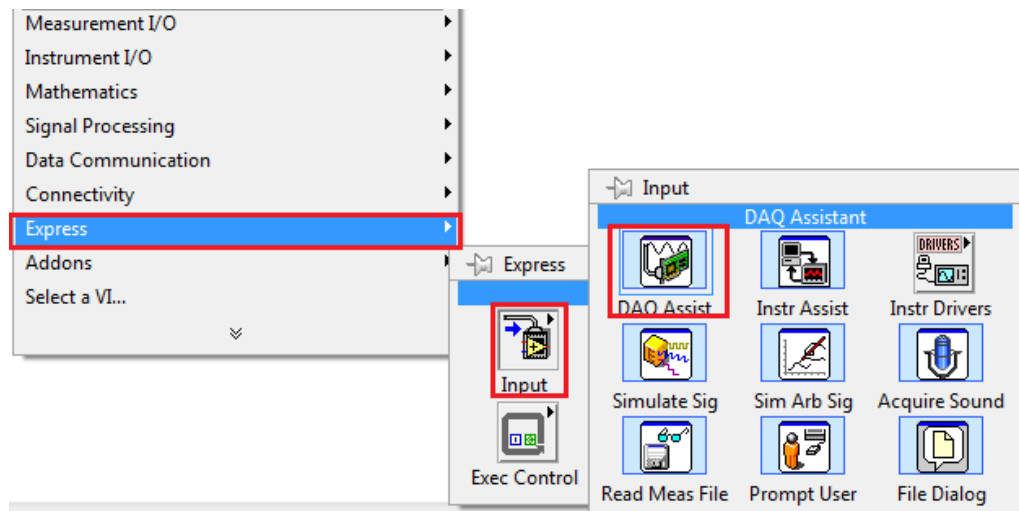 Measurement I/O
Instrument I/O
Mathematics
Signal Processing
Data Communication
Connectivity
Express
Addons
Select a VI...
Express
Input
Exec Control
Input
DAQ Assistant
DAQ Assist
Instr Assist
DRIVERS
Instr Drivers
Simulate Sig
Sim Arb Sig
Acquire Sound
Read Meas File
Prompt User
File Dialog